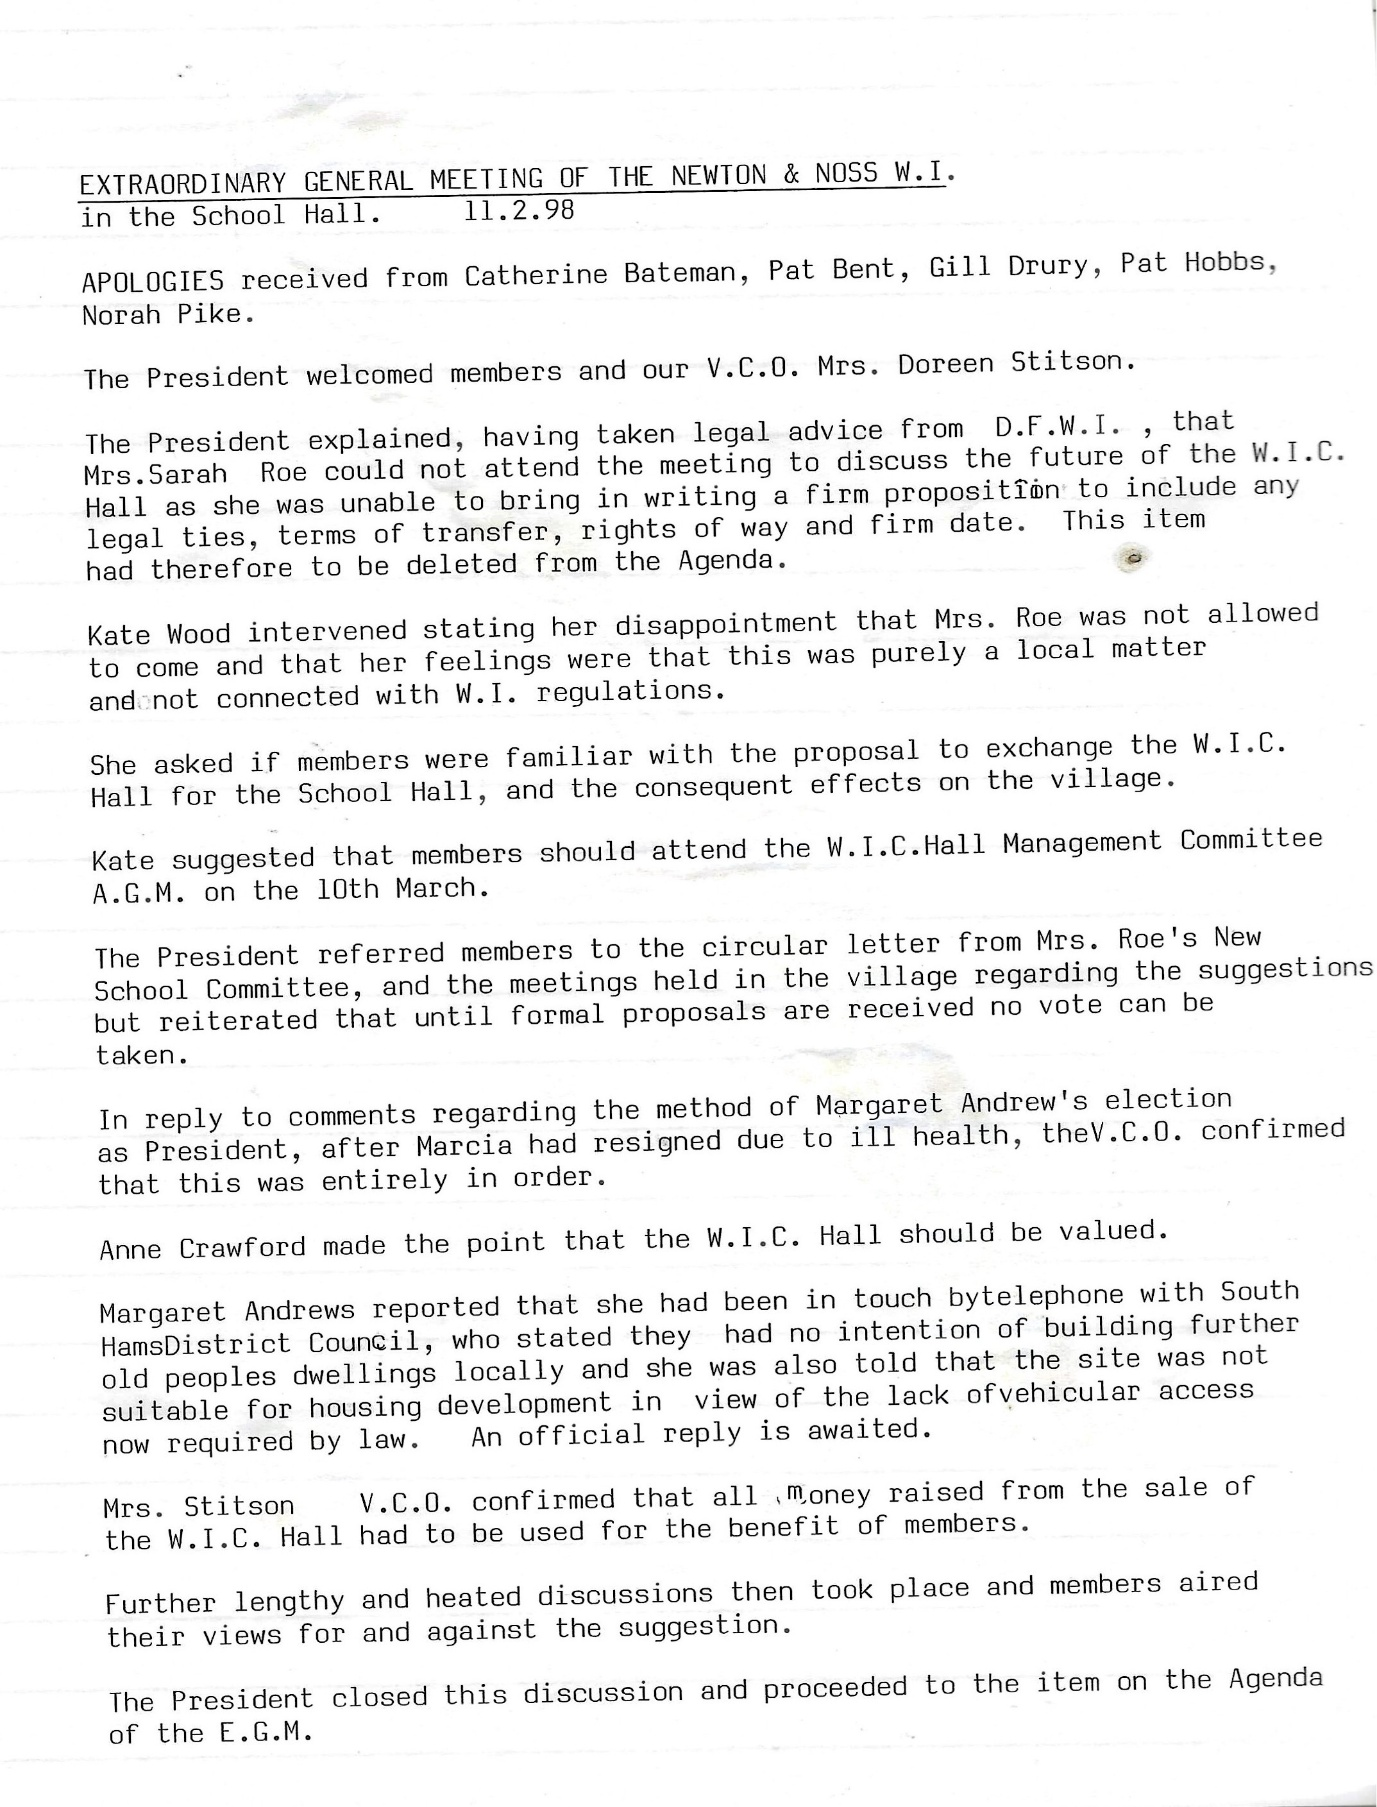 EXTRAORDINARY GENERAL MEETING OF THE NEWTON & NOSS W.I.
in the School Hall. 11.2.98
APOLOGIES received from Catherine Bateman, Pat Bent, Gill Drury, Pat Hobbs,
Norah Pike.
The President welcomed members and our V.C.O. Mrs. Doreen Stitson.
The President explained, having taken legal advice from D.F.W.I. , that
Mrs.Sarah Roe could not attend the meeting to discuss the future of the W.I.C.
Hall as she was unable to bring in writing a firm proposition to include any
legal ties, terms of transfer, rights of way and firm date. This item
had therefore to be deleted from the Agenda.
Kate Wood intervened stating her disappointment that Mrs. Roe was not allowed
to come and that her feelings were that this was purely a local matter
and not connected with W.I. regulations.
She asked if members were familiar with the proposal to exchange the W.I.C.
Hall for the School Hall, and the consequent effects on the village.
Kate suggested that members should attend the W.I.C.Hall Management Committee
A.G.M. on the 10th March.
The President referred members to the circular letter from Mrs. Roe's New
School Committee, and the meetings held in the village regarding the suggestions
but reiterated that until formal proposals are received no vote can be
taken.
In reply to comments regarding the method of Margaret Andrew's election
as President, after Marcia had resigned due to ill health, theV.C.O. confirmed
that this was entirely in order.
Anne Crawford made the point that the W.I.C. Hall should be valued.
Margaret Andrews reported that she had been in touch bytelephone with South
HamsDistrict Council, who stated they had no intention of building further
old peoples dwellings locally and she was also told that the site was not
suitable for housing development in view of the lack ofvehicular access
now required by law. An official reply is awaited.
Mrs. Stitson V.C.O. confirmed that all money raised from the sale of
the W.I.C. Hall had to be used for the benefit of members.
Further lengthy and heated discussions then took place and members aired
their views for and against the suggestion.
The President closed this discussion and proceeded to the item on the Agenda
of the E.G.M.